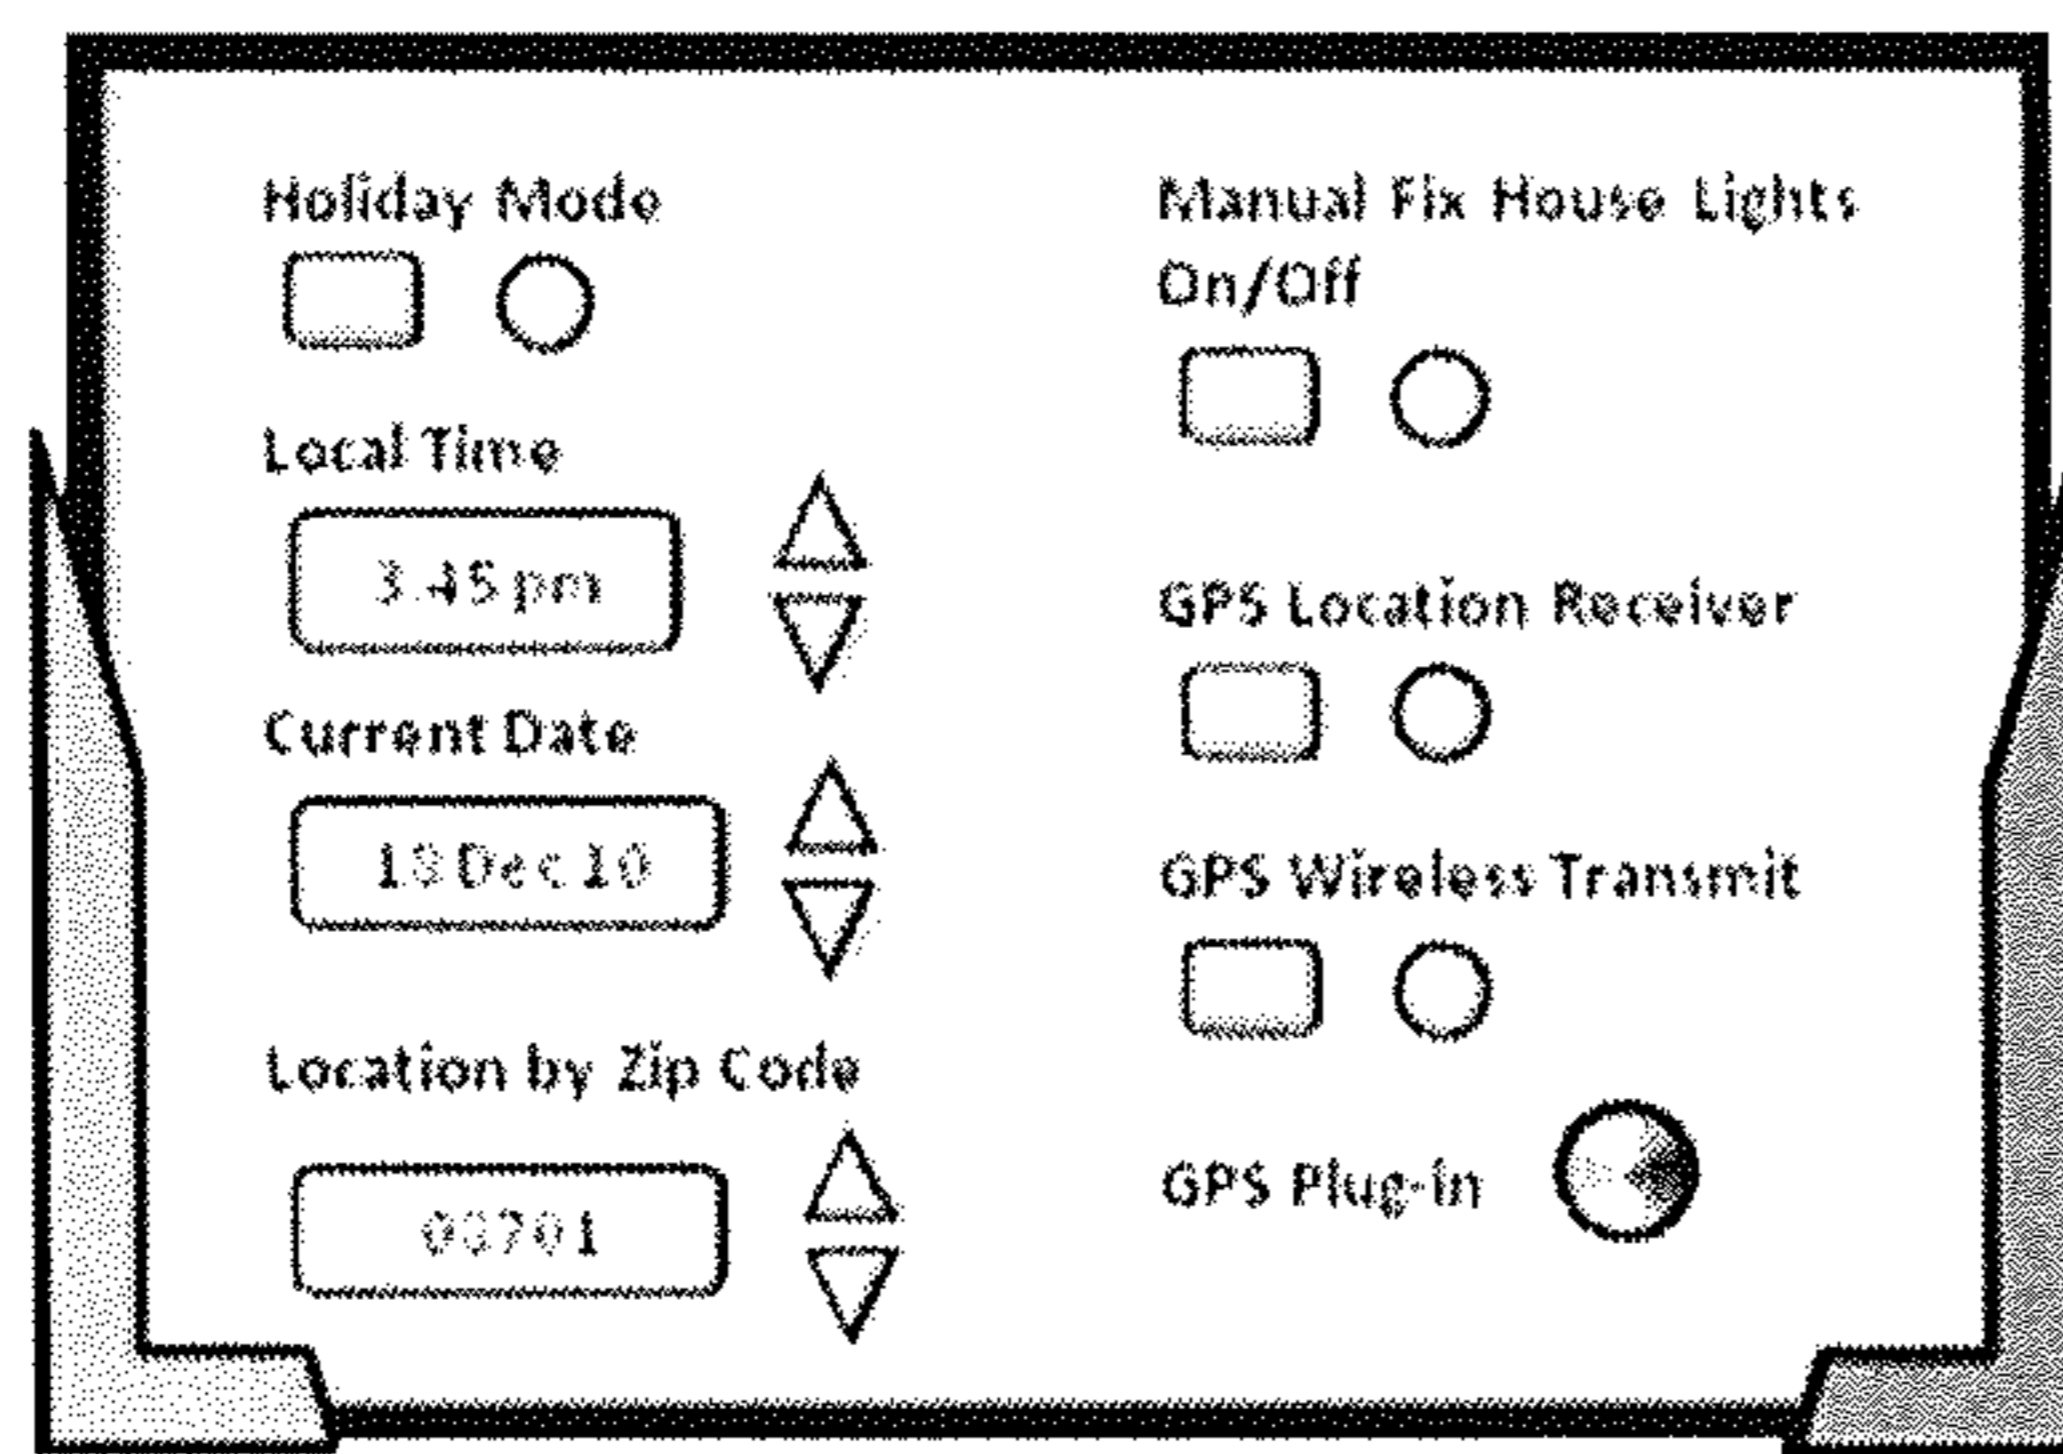 Holiday Mode
Local Time
3.45 pm
Current Date
18 Dec 10
Location by Zip Code
Manual Fix House Lights
On/Off
GPS Location Receiver
GPS Wireless Transmit
GPS Plug-in